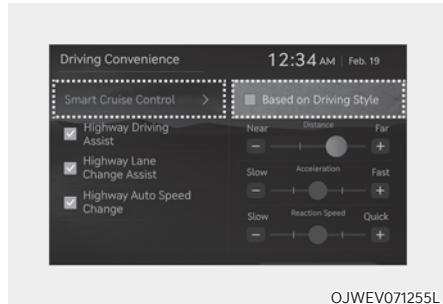 Driving Convenience
12:34 AM | Feb. 19
Smart Cruise Control >
Based on Driving Style
Highway Driving
Assist
Highway Lane
Change Assist
Highway Auto Speed
Change
Near Distance Far
Slow Acceleration Fast
Slow Reaction Speed Quick
OJWEV071255L